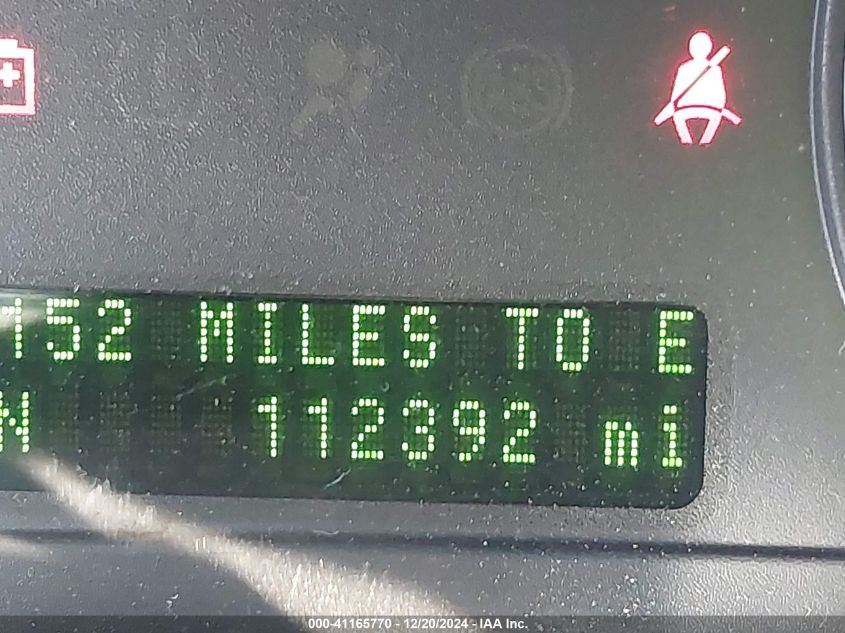 152 MILES TO E
N 112392 mi
000-41165770 - 12/20/2024 - IAA Inc.